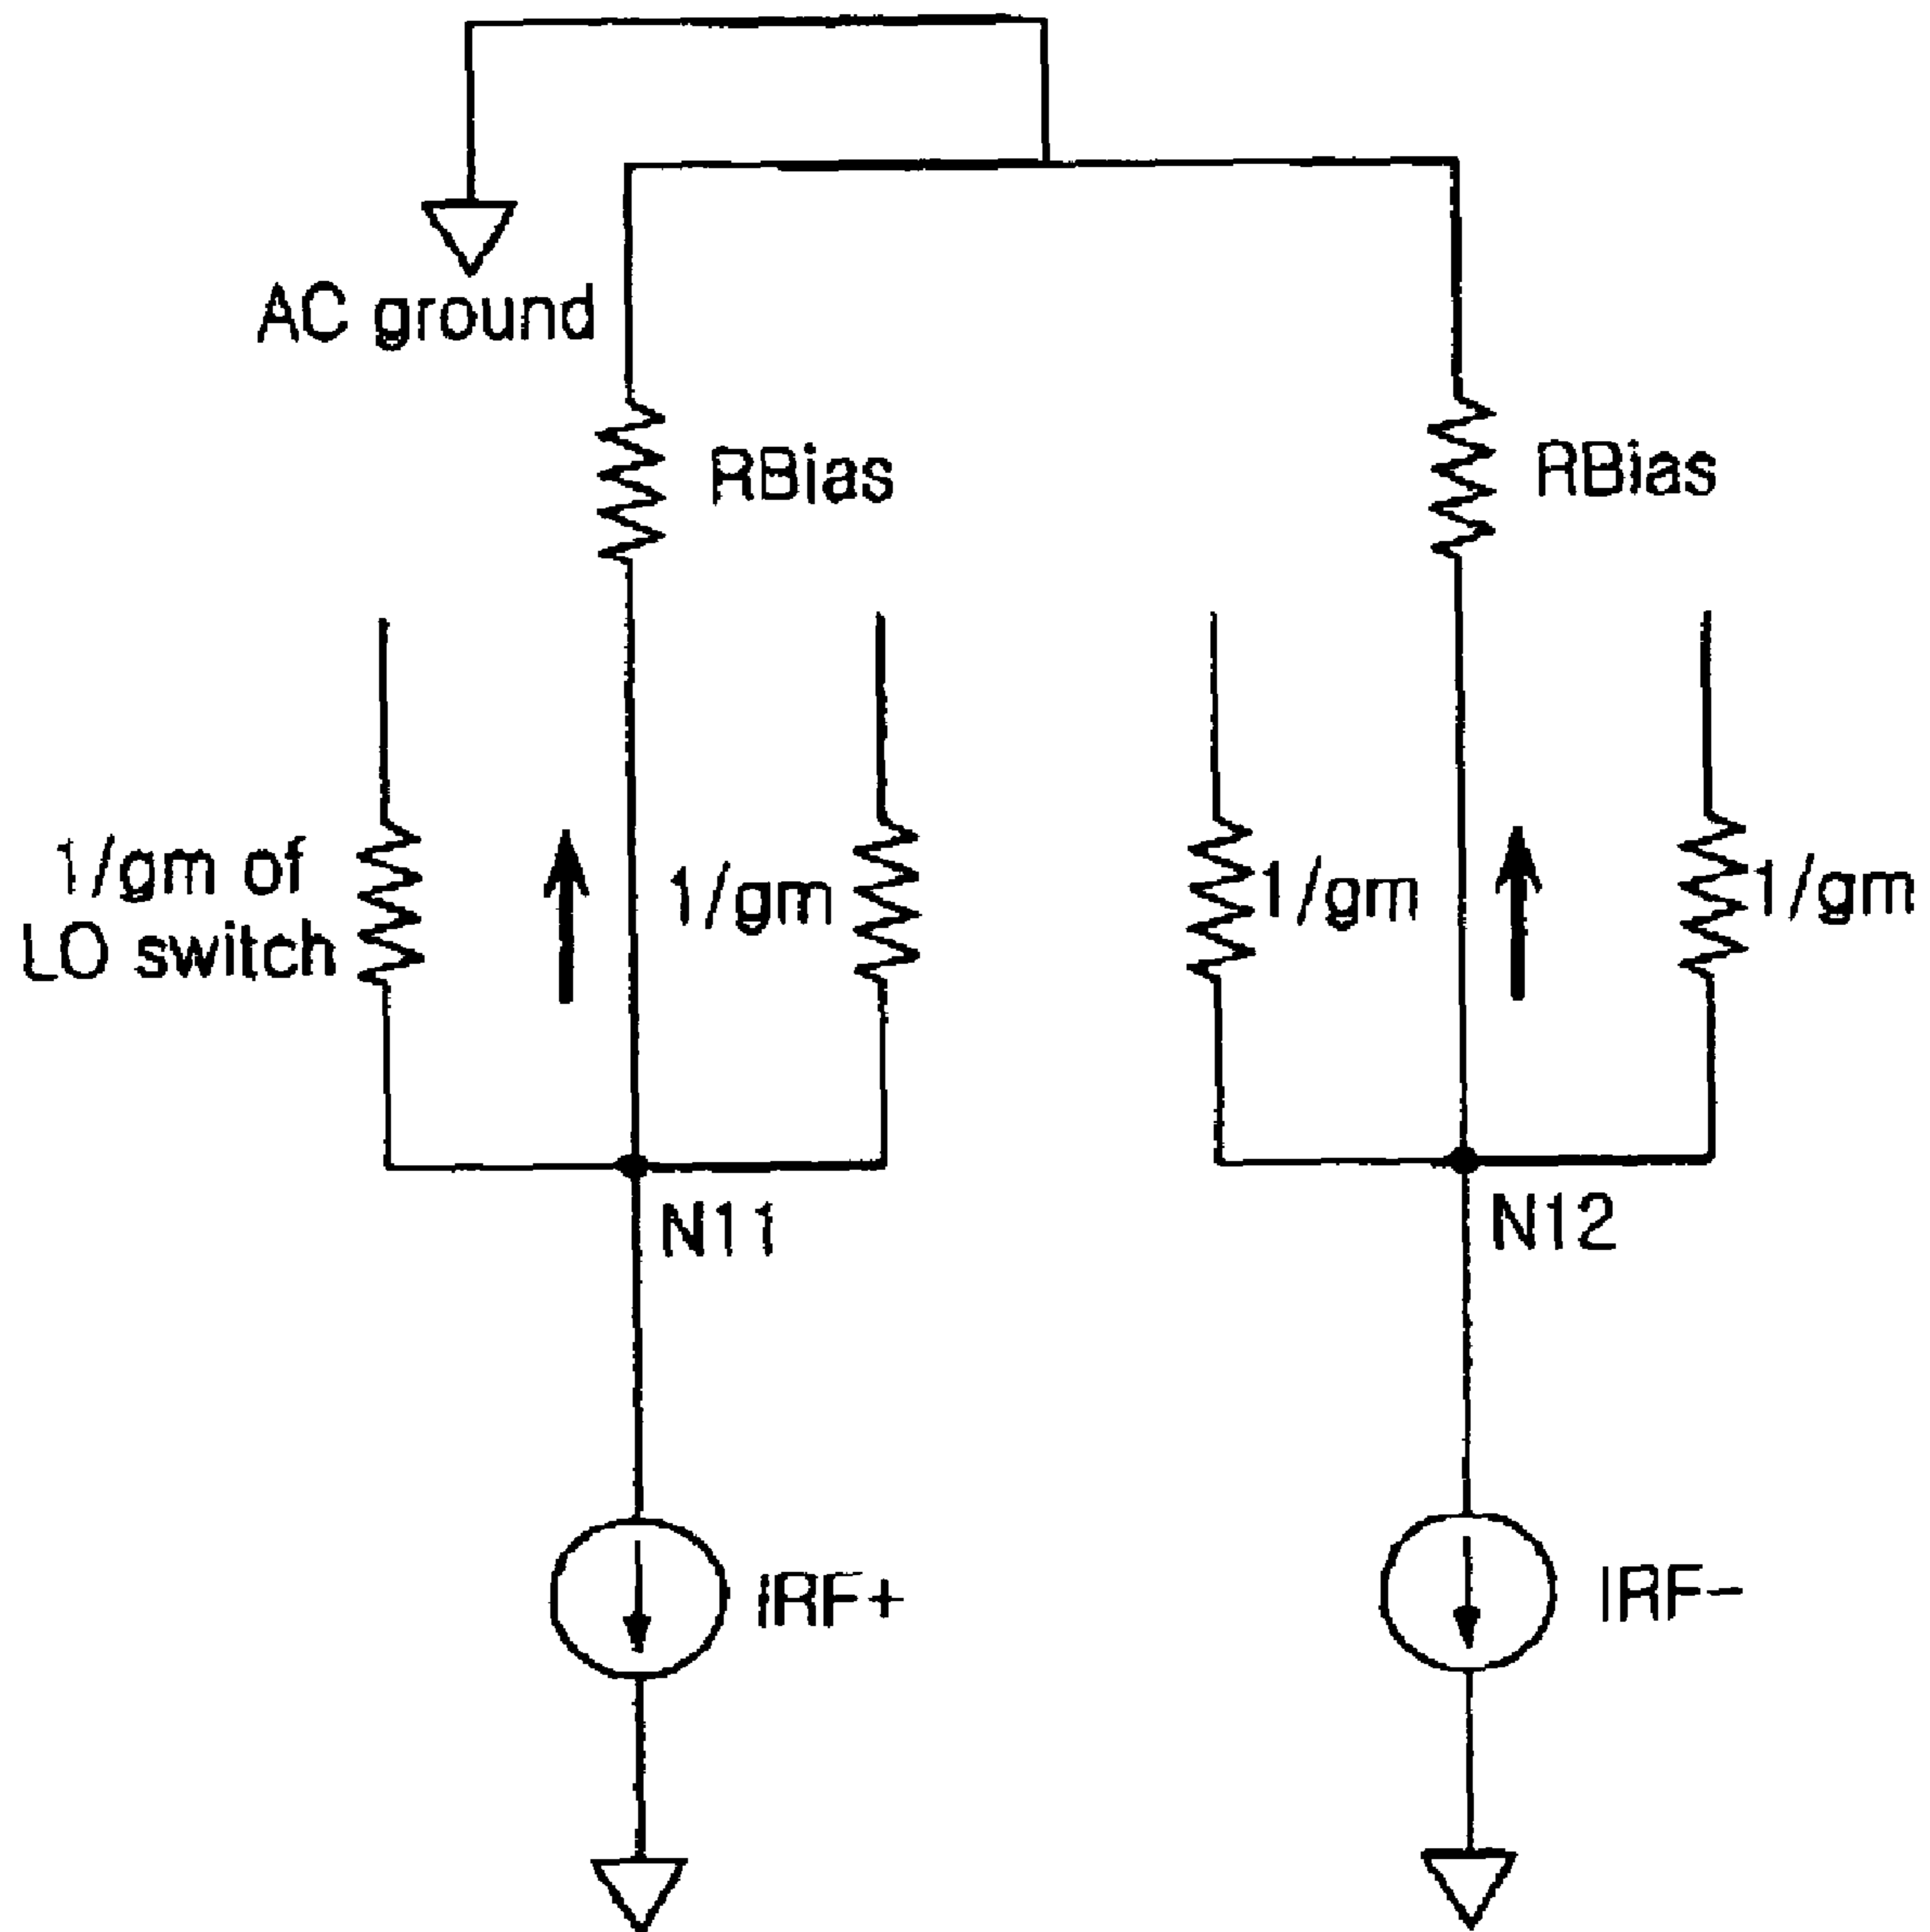 AC ground
RBias
RBias
1/gm of
LO switch
1/gm
1/gm
1/gm
N11
N12
IRF+
IRF−